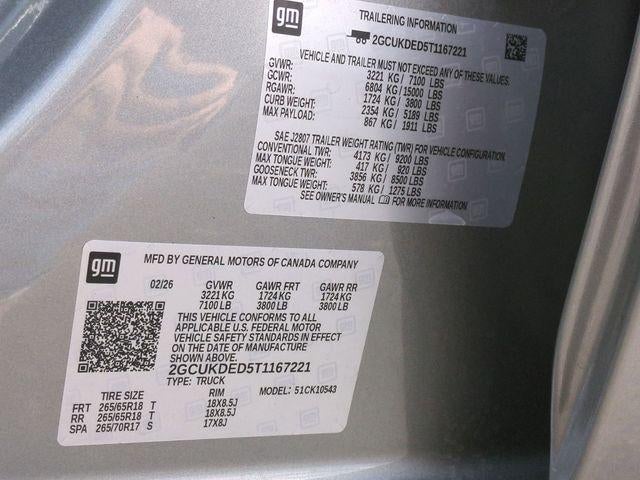 gm
TRAILERING INFORMATION
2GCUKDED5T1167221
VEHICLE AND TRAILER MUST NOT EXCEED ANY OF THESE VALUES.
GVWR: 3221 KG / 7100 LBS
GCWR: 6804 KG / 15000 LBS
RGAWR: 1724 KG / 3800 LBS
CURB WEIGHT: 2354 KG / 5189 LBS
MAX PAYLOAD: 867 KG / 1911 LBS
SAE J2807 TRAILER WEIGHT RATING (TWR) FOR VEHICLE CONFIGURATION.
CONVENTIONAL TWR: 4173 KG / 9200 LBS
MAX TONGUE WEIGHT: 417 KG / 920 LBS
GOOSENECK TWR: 3856 KG / 8500 LBS
MAX TONGUE WEIGHT: 578 KG / 1275 LBS
SEE OWNER'S MANUAL FOR MORE INFORMATION
gm
MFD BY GENERAL MOTORS OF CANADA COMPANY
02/26 GVWR GAWR FRT GAWR RR
3221 KG 1724 KG 1724 KG
7100 LB 3800 LB 3800 LB
THIS VEHICLE CONFORMS TO ALL
APPLICABLE U.S. FEDERAL MOTOR
VEHICLE SAFETY STANDARDS IN EFFECT
ON THE DATE OF MANUFACTURE
SHOWN ABOVE.
2GCUKDED5T1167221
TYPE: TRUCK MODEL: 51CK10543
TIRE SIZE RIM
FRT 265/65R18 T 18X8.5J
RR 265/65R18 T 18X8.5J
SPA 265/70R17 S 17X8J